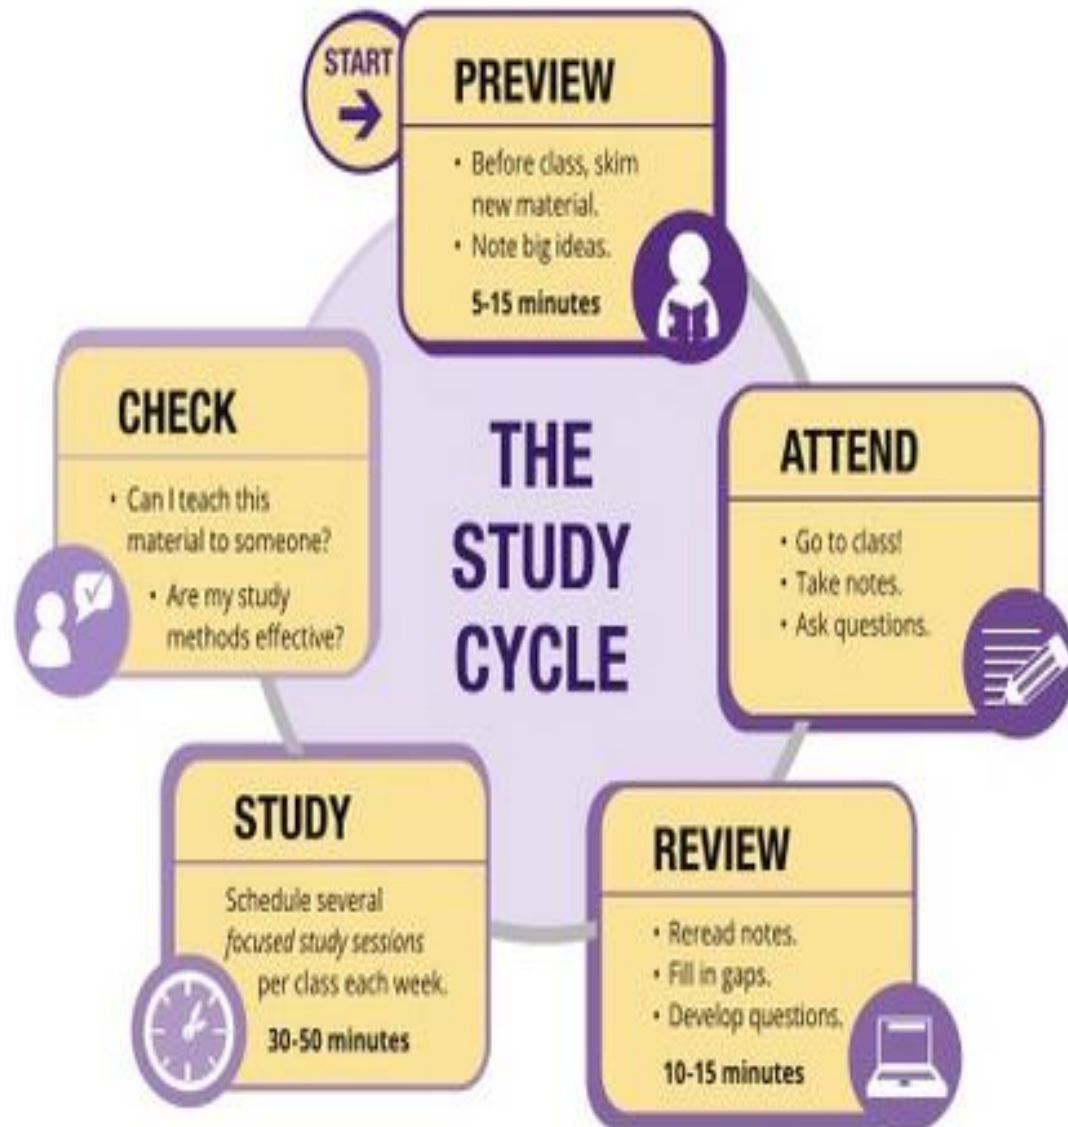 START
PREVIEW
• Before class, skim
new material.
• Note big ideas.
5-15 minutes
THE
STUDY
CYCLE
ATTEND
• Go to class!
• Take notes.
• Ask questions.
REVIEW
• Reread notes.
• Fill in gaps.
• Develop questions.
10-15 minutes
STUDY
Schedule several
focused study sessions
per class each week.
30-50 minutes
CHECK
• Can I teach this
material to someone?
• Are my study
methods effective?